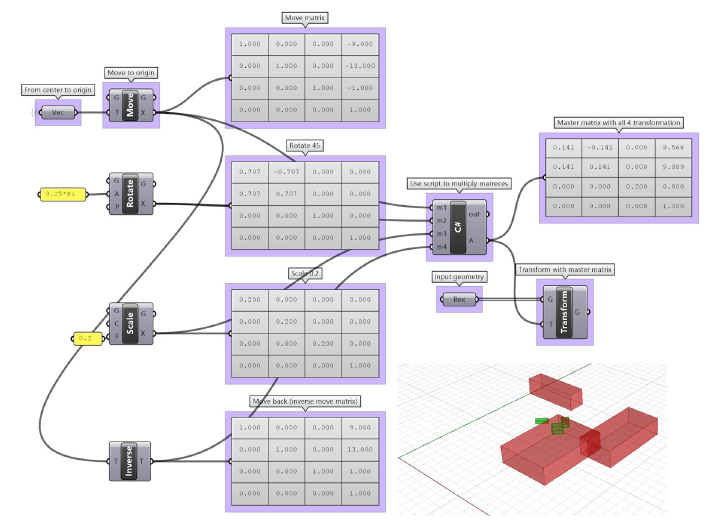 Move matrix
1.000 0.000 0.000 -9.000
0.000 1.000 0.000 -13.000
0.000 0.000 1.000 -1.000
0.000 0.000 0.000 1.000
Move to origin
From center to origin
Vec
G Move G
T X
Rotate 45
0.707 -0.707 0.000 0.000
0.707 0.707 0.000 0.000
0.000 0.000 1.000 0.000
0.000 0.000 0.000 1.000
0.25*Pi
G Rotate G
A
P X
Master matrix with all 4 transformation
0.141 -0.141 0.000 9.566
0.141 0.141 0.000 9.889
0.000 0.000 0.200 0.800
0.000 0.000 0.000 1.000
Use script to multiply matreces
m1 C# out
m2
m3 A
m4
Scale 0.2
0.200 0.000 0.000 0.000
0.000 0.200 0.000 0.000
0.000 0.000 0.200 0.000
0.000 0.000 0.000 1.000
0.2
G Scale G
C
F X
Input geometry
Box
Transform with master matrix
G Transform G
T
Move back (inverse move matrix)
1.000 0.000 0.000 9.000
0.000 1.000 0.000 13.000
0.000 0.000 1.000 1.000
0.000 0.000 0.000 1.000
T Inverse T